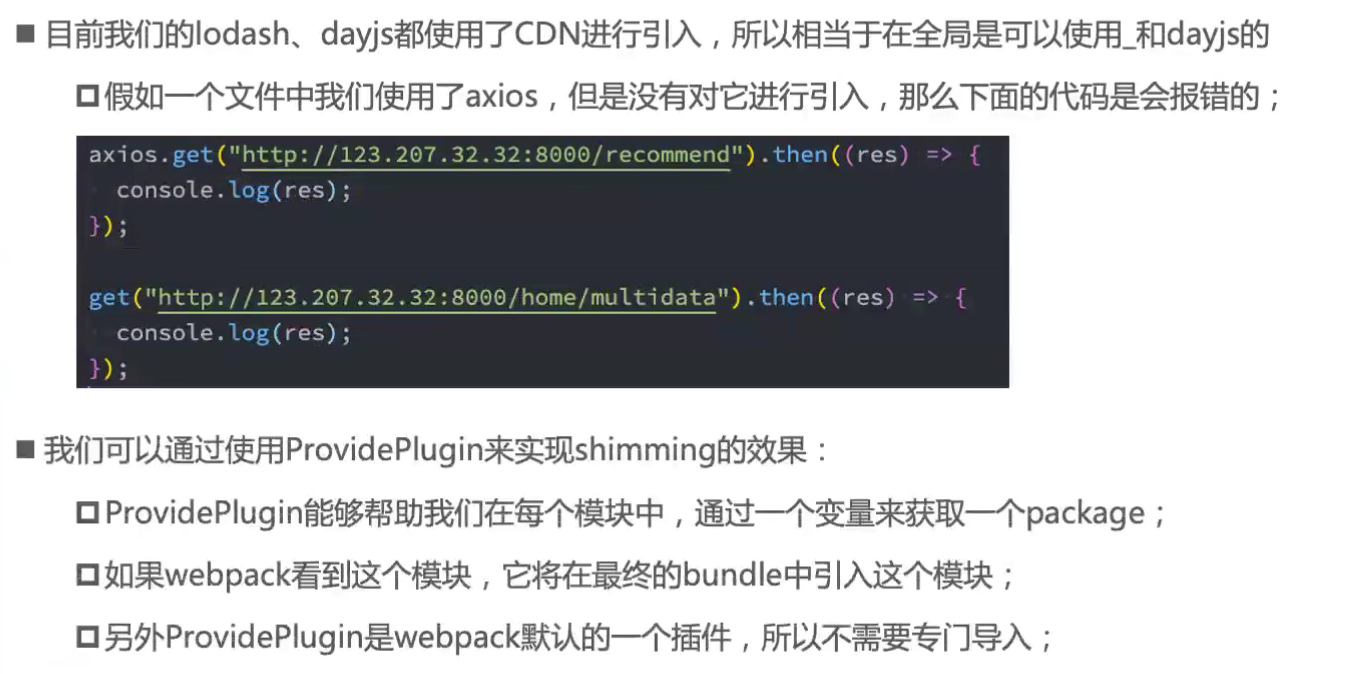 ■ 目前我们的lodash、dayjs都使用了CDN进行引入，所以相当于在全局是可以使用_和dayjs的
□ 假如一个文件中我们使用了axios，但是没有对它进行引入，那么下面的代码是会报错的；
axios.get("http://123.207.32.32:8000/recommend").then((res) => {
  console.log(res);
});
get("http://123.207.32.32:8000/home/multidata").then((res) => {
  console.log(res);
});
■ 我们可以通过使用ProvidePlugin来实现shimming的效果：
□ ProvidePlugin能够帮助我们在每个模块中，通过一个变量来获取一个package；
□ 如果webpack看到这个模块，它将在最终的bundle中引入这个模块；
□ 另外ProvidePlugin是webpack默认的一个插件，所以不需要专门导入；